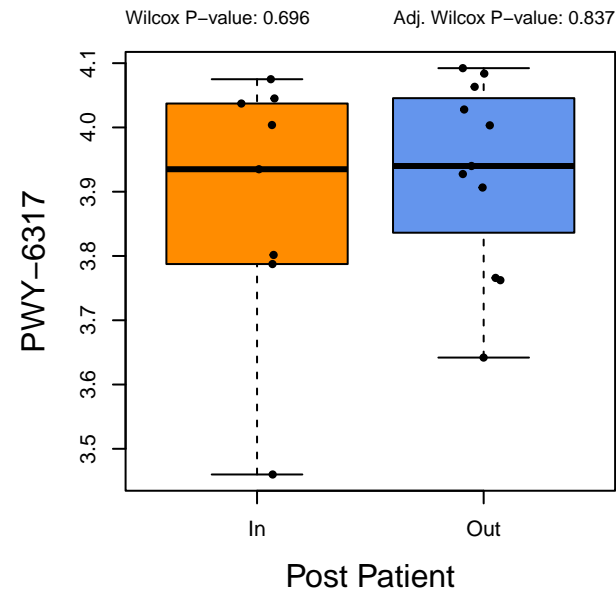 Wilcox P−value: 0.696
Adj. Wilcox P−value: 0.837
PWY−6317
4.1
4.0
3.9
3.8
3.7
3.6
3.5
In
Out
Post Patient